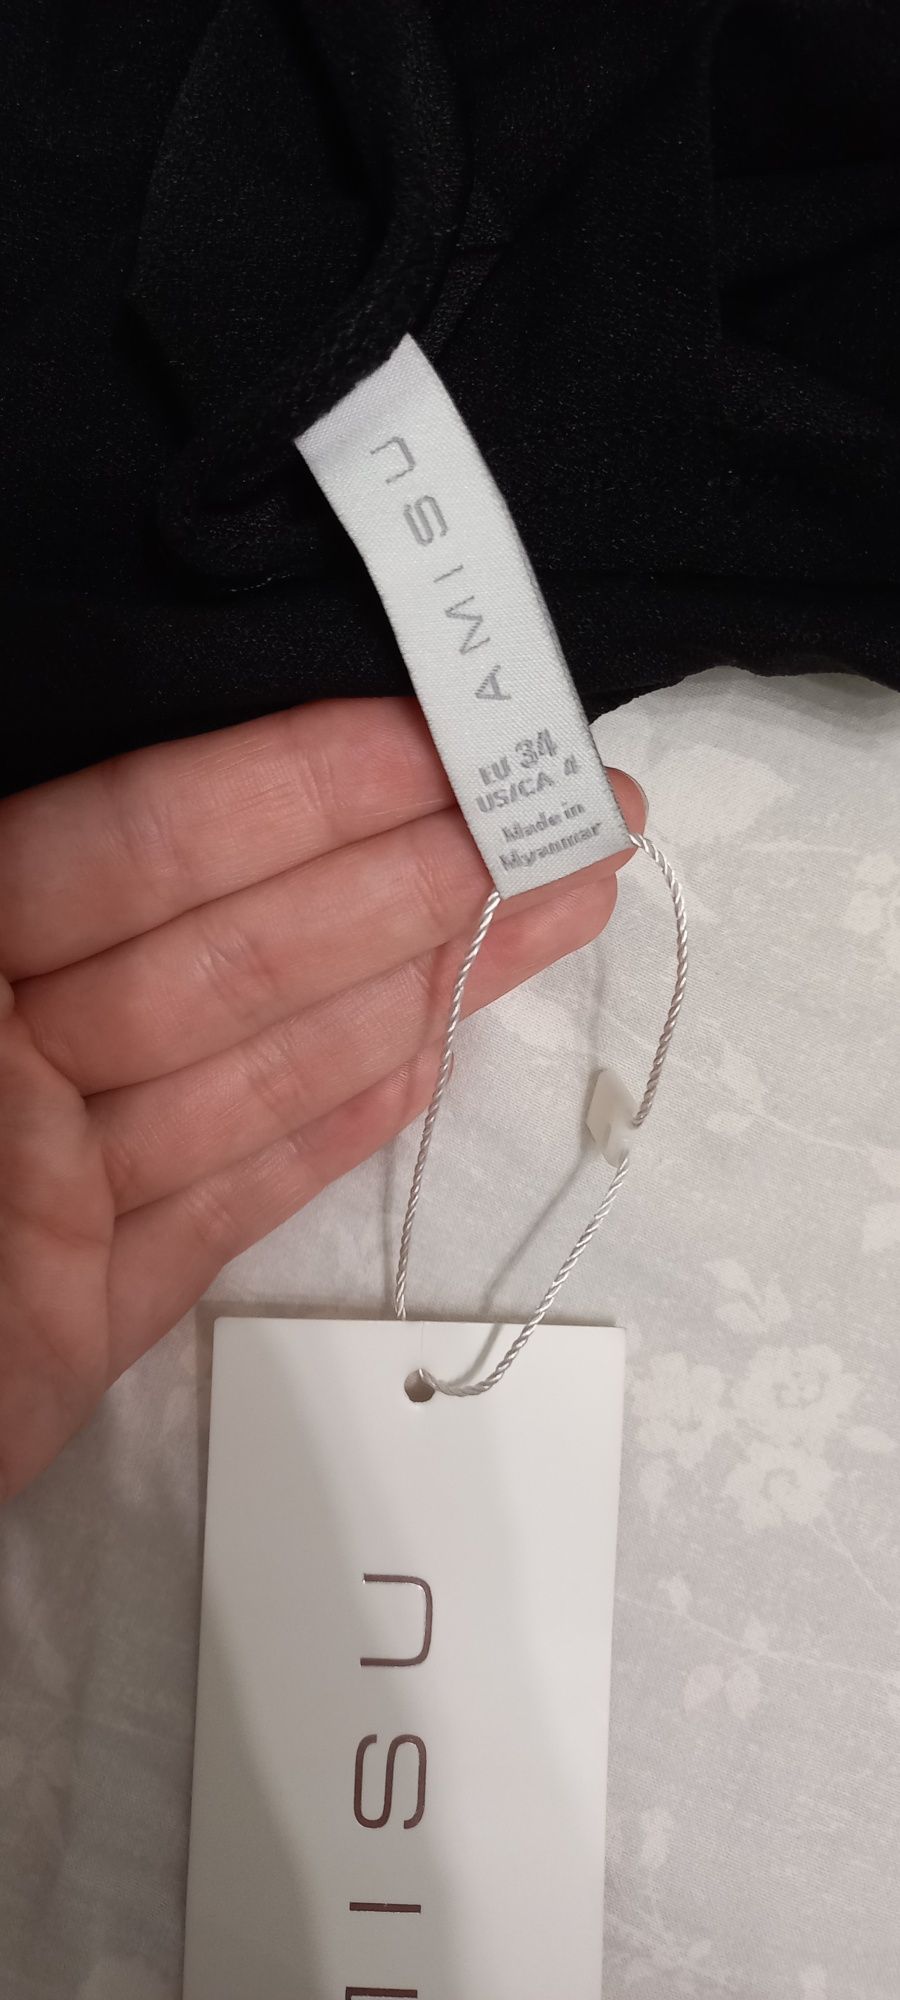 AMISU
EU 34
US/CA 4
Made in
Myanmar
MISU